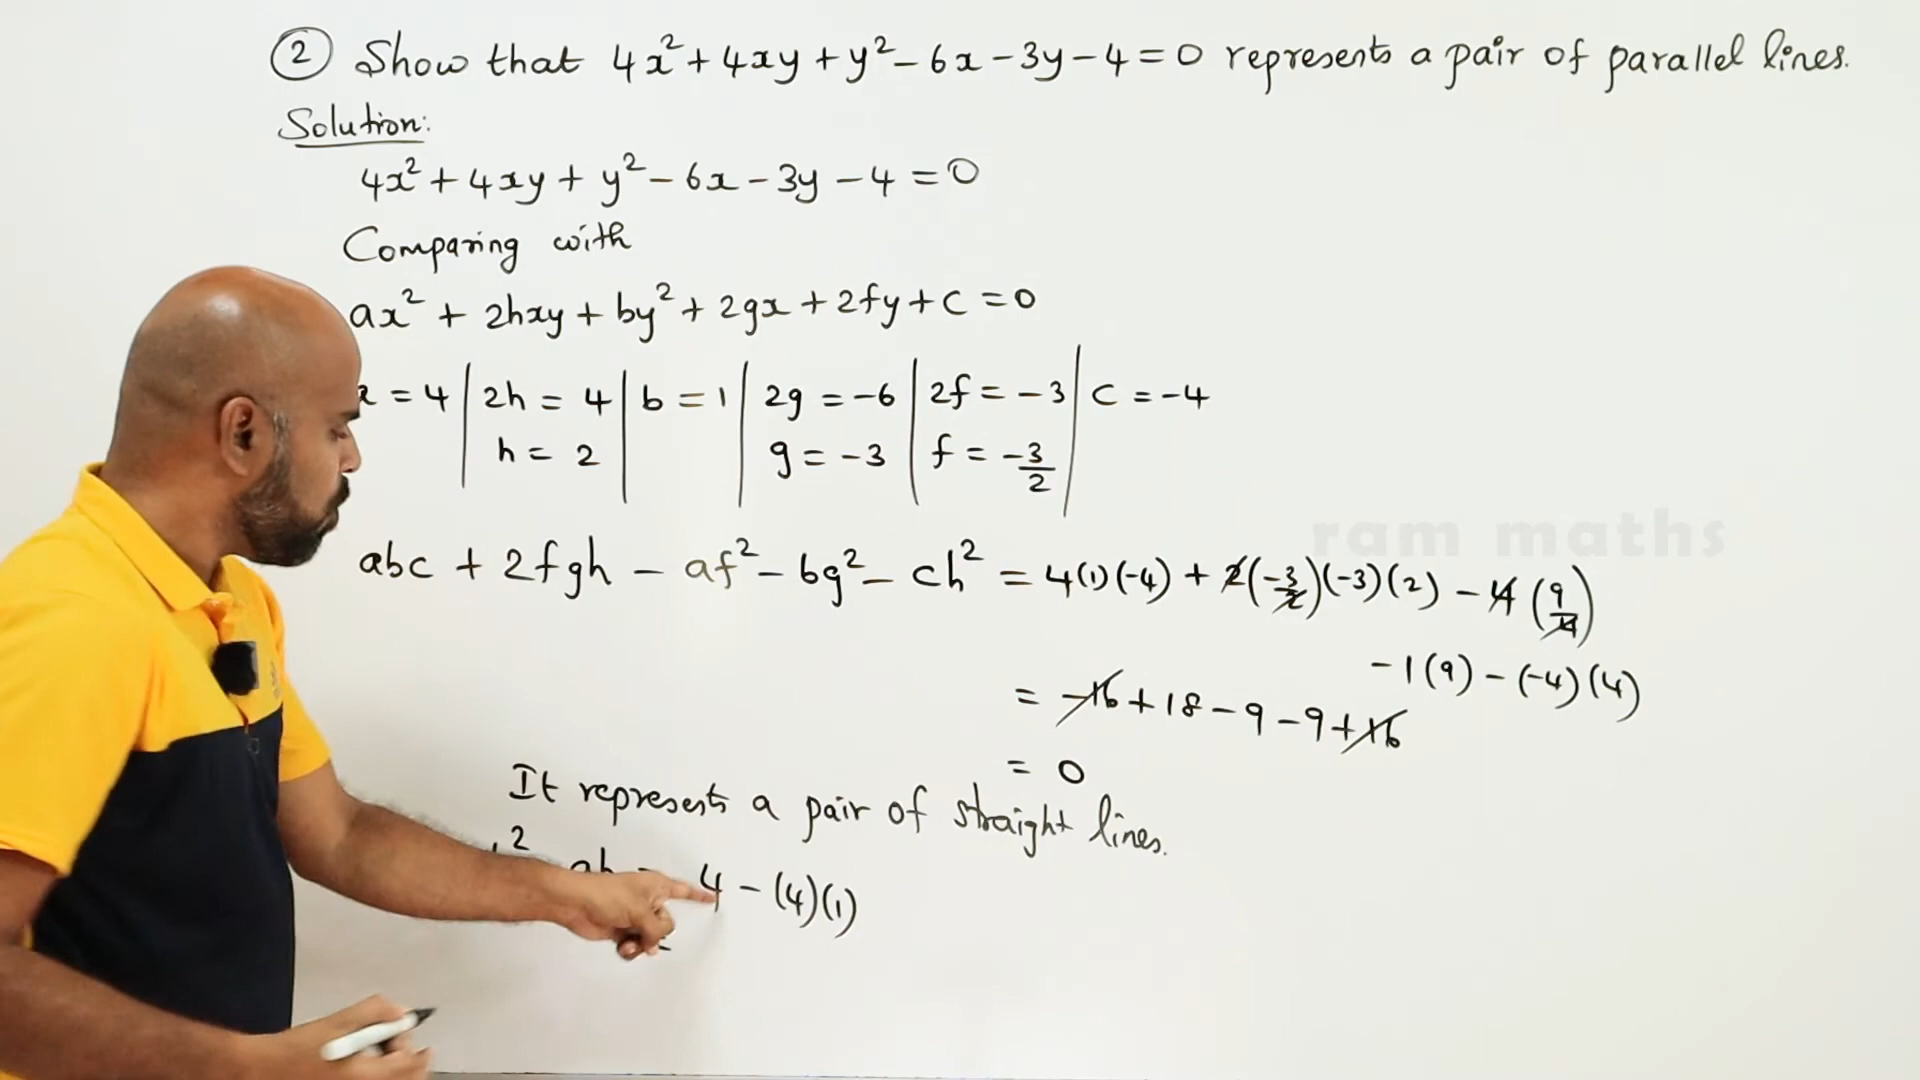 ② Show that 4x² + 4xy + y² - 6x - 3y - 4 = 0 represents a pair of parallel lines.
Solution:
4x² + 4xy + y² - 6x - 3y - 4 = 0
Comparing with
ax² + 2hxy + by² + 2gx + 2fy + c = 0
= 4 | 2h = 4 | b = 1 | 2g = -6 | 2f = -3 | c = -4
h = 2 | g = -3 | f = -3/2
ram maths
abc + 2fgh - af² - bg² - ch² = 4(1)(-4) + 2(-3/2)(-3)(2) - 4(9/4)
-1(9) - (-4)(4)
= -16 + 18 - 9 - 9 + 16
= 0
It represents a pair of straight lines.
² ab 4 - (4)(1)
=